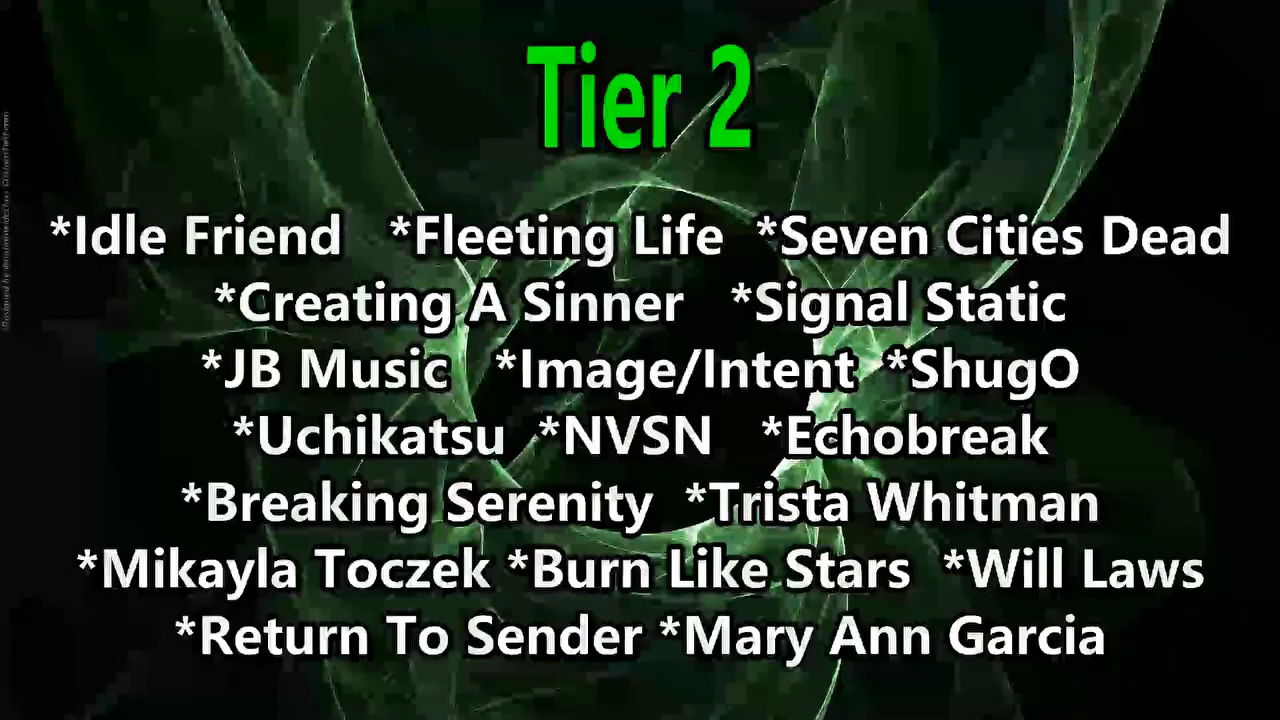 Tier 2
*Idle Friend *Fleeting Life *Seven Cities Dead
*Creating A Sinner *Signal Static
*JB Music *Image/Intent *ShugO
*Uchikatsu *NVSN *Echobreak
*Breaking Serenity *Trista Whitman
*Mikayla Toczek *Burn Like Stars *Will Laws
*Return To Sender *Mary Ann Garcia